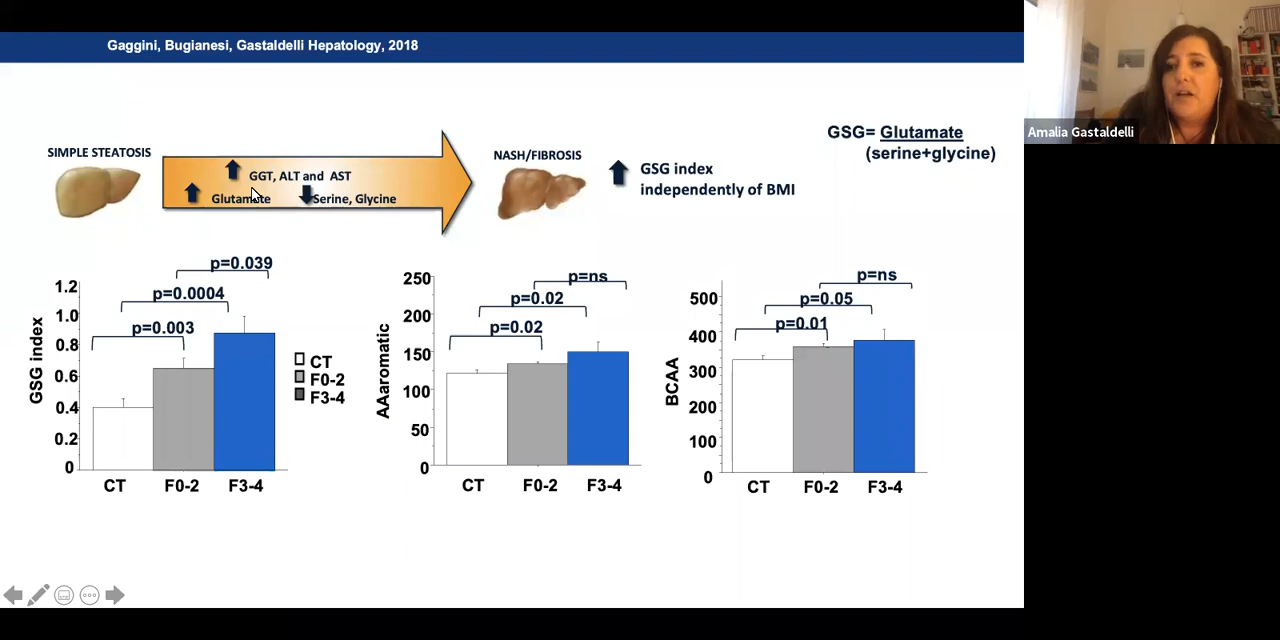 Gaggini, Bugianesi, Gastaldelli Hepatology, 2018
Amalia Gastaldelli
GSG= Glutamate
(serine+glycine)
SIMPLE STEATOSIS
GGT, ALT and AST
Glutamate
Serine, Glycine
NASH/FIBROSIS
GSG index
independently of BMI
GSG index
1.2
1.0
0.8
0.6
0.4
0.2
0
p=0.039
p=0.0004
p=0.003
CT
F0-2
F3-4
CT
F0-2
F3-4
AAaromatic
250
200
150
100
50
0
p=ns
p=0.02
p=0.02
CT
F0-2
F3-4
BCAA
500
400
300
200
100
0
p=ns
p=0.05
p=0.01
CT
F0-2
F3-4